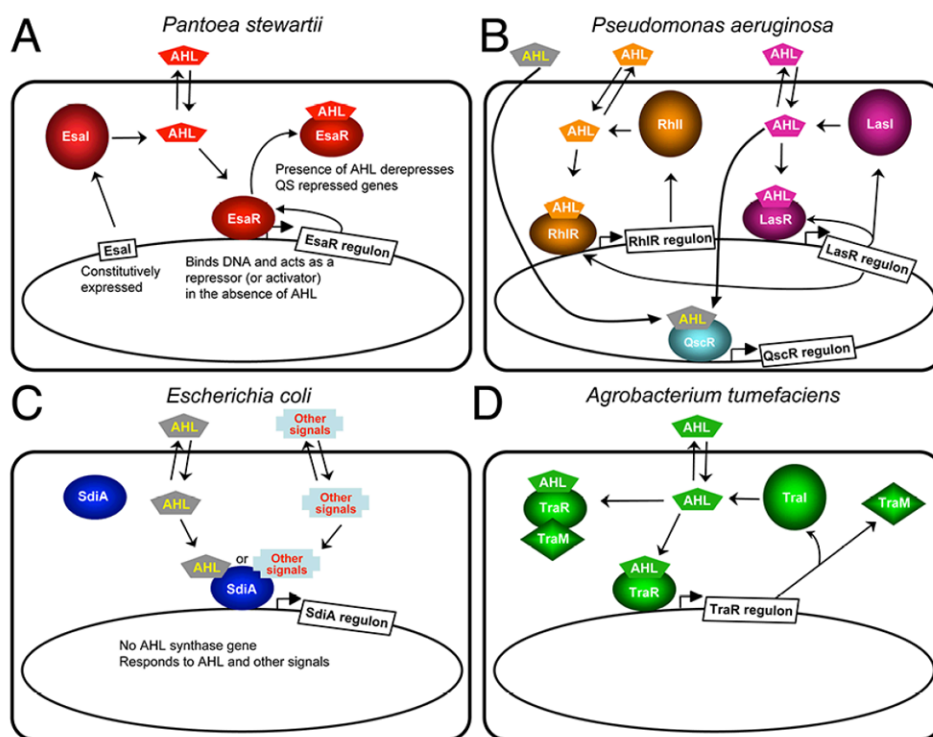 A
Pantoea stewartii
AHL
EsaI
AHL
AHL
EsaR
Presence of AHL derepresses
QS repressed genes
EsaR
EsaI
EsaR regulon
Constitutively
expressed
Binds DNA and acts as a
repressor (or activator)
in the absence of AHL
B
Pseudomonas aeruginosa
AHL
AHL
AHL
AHL
RhlI
AHL
LasI
AHL
RhlR
AHL
LasR
RhlR regulon
LasR regulon
AHL
QscR
QscR regulon
C
Escherichia coli
AHL
Other
signals
SdiA
AHL
Other
signals
AHL
or
Other
signals
SdiA
SdiA regulon
No AHL synthase gene
Responds to AHL and other signals
D
Agrobacterium tumefaciens
AHL
AHL
TraR
TraM
AHL
TraI
TraM
AHL
TraR
TraR regulon